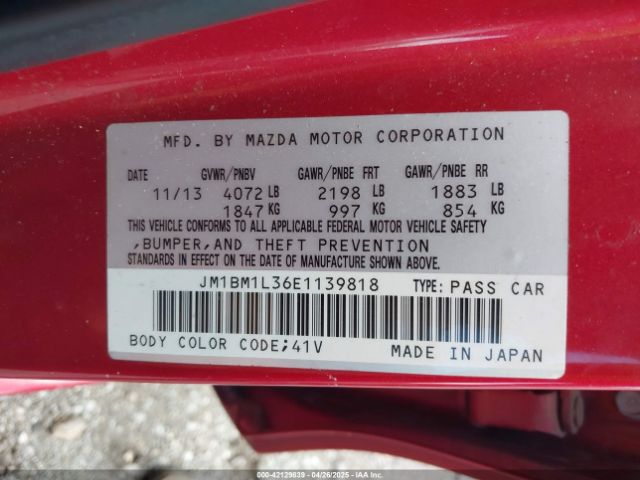 MFD. BY MAZDA MOTOR CORPORATION
DATE GVWR/PNBV GAWR/PNBE FRT GAWR/PNBE RR
11/13 4072 LB 2198 LB 1883 LB
1847 KG 997 KG 854 KG
THIS VEHICLE CONFORMS TO ALL APPLICABLE FEDERAL MOTOR VEHICLE SAFETY
,BUMPER,AND THEFT PREVENTION
STANDARDS IN EFFECT ON THE DATE OF MANUFACTURE SHOWN ABOVE.
JM1BM1L36E1139818 TYPE: PASS CAR
BODY COLOR CODE;41V MADE IN JAPAN
000-42129839 04/26/2025 - IAAI.COM